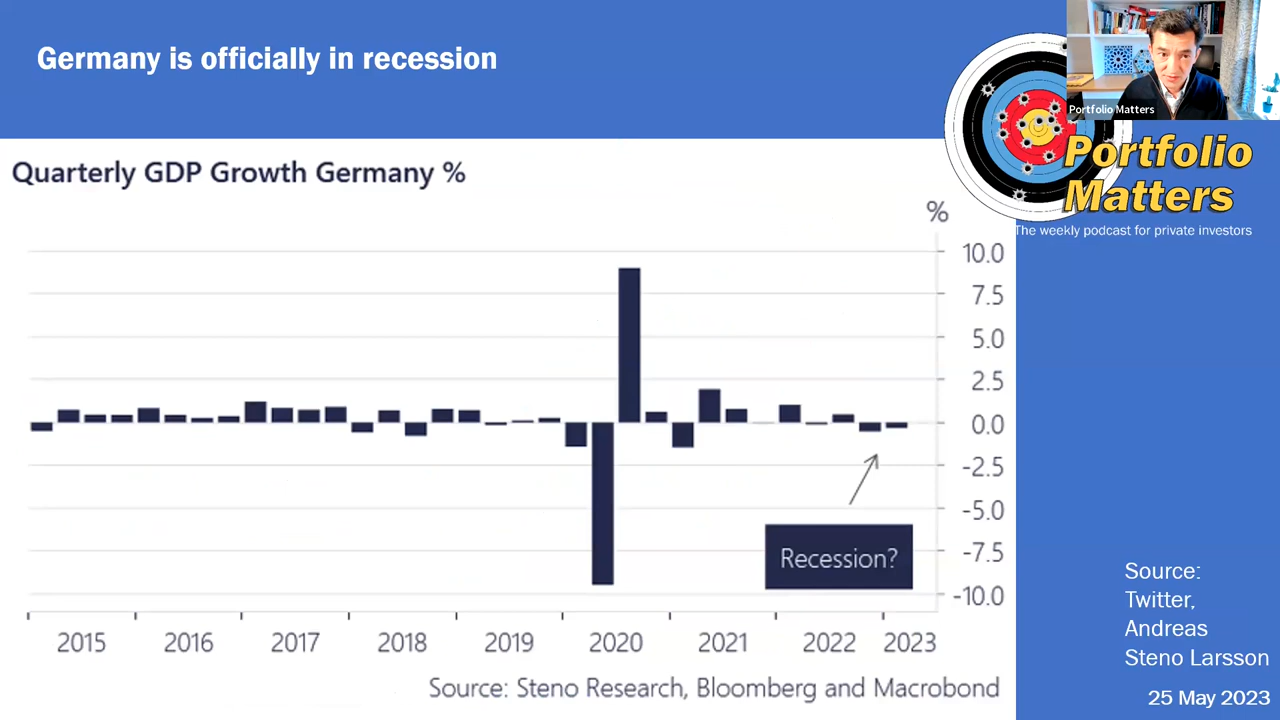 Germany is officially in recession
Portfolio Matters
Portfolio
Matters
The weekly podcast for private investors
Quarterly GDP Growth Germany %
%
10.0
7.5
5.0
2.5
0.0
-2.5
-5.0
-7.5
-10.0
Recession?
2015 2016 2017 2018 2019 2020 2021 2022 2023
Source: Steno Research, Bloomberg and Macrobond
Source:
Twitter,
Andreas
Steno Larsson
25 May 2023